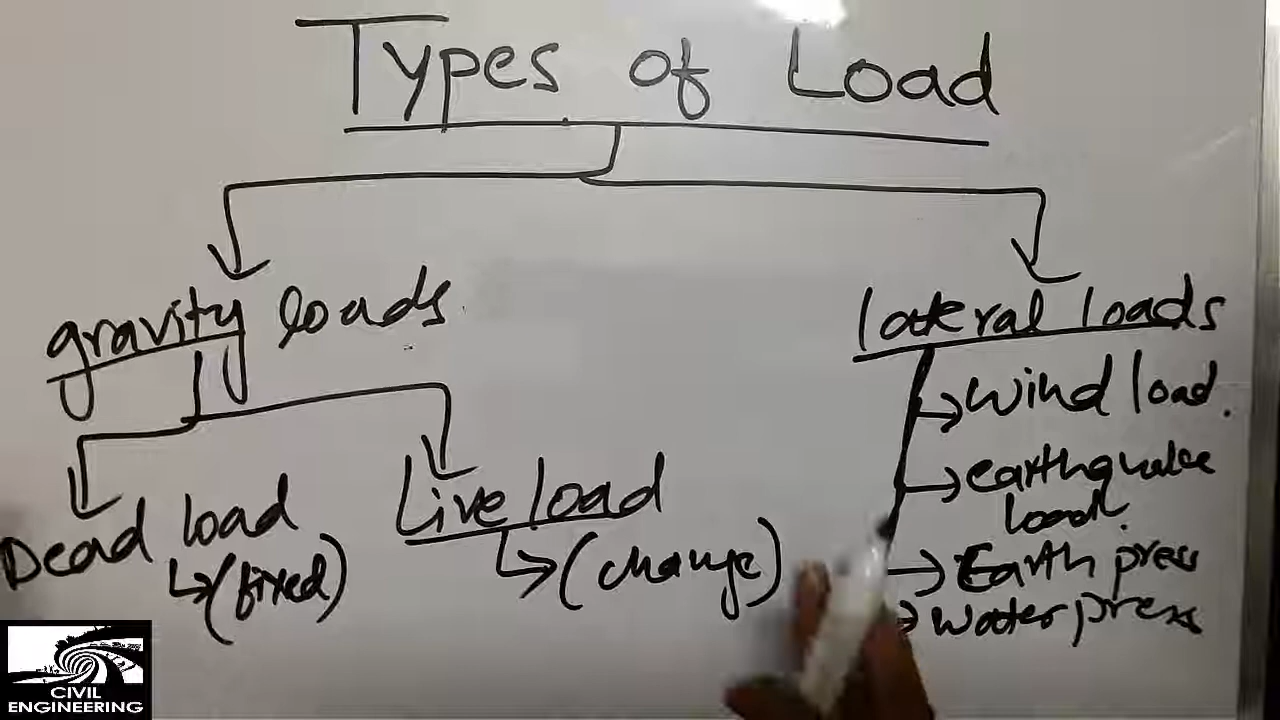 Types of Load
gravity loads
lateral loads
Wind load.
earthquake
load.
Dead load
(fixed)
Live load
(change)
Earth press
water press
CIVIL
ENGINEERING